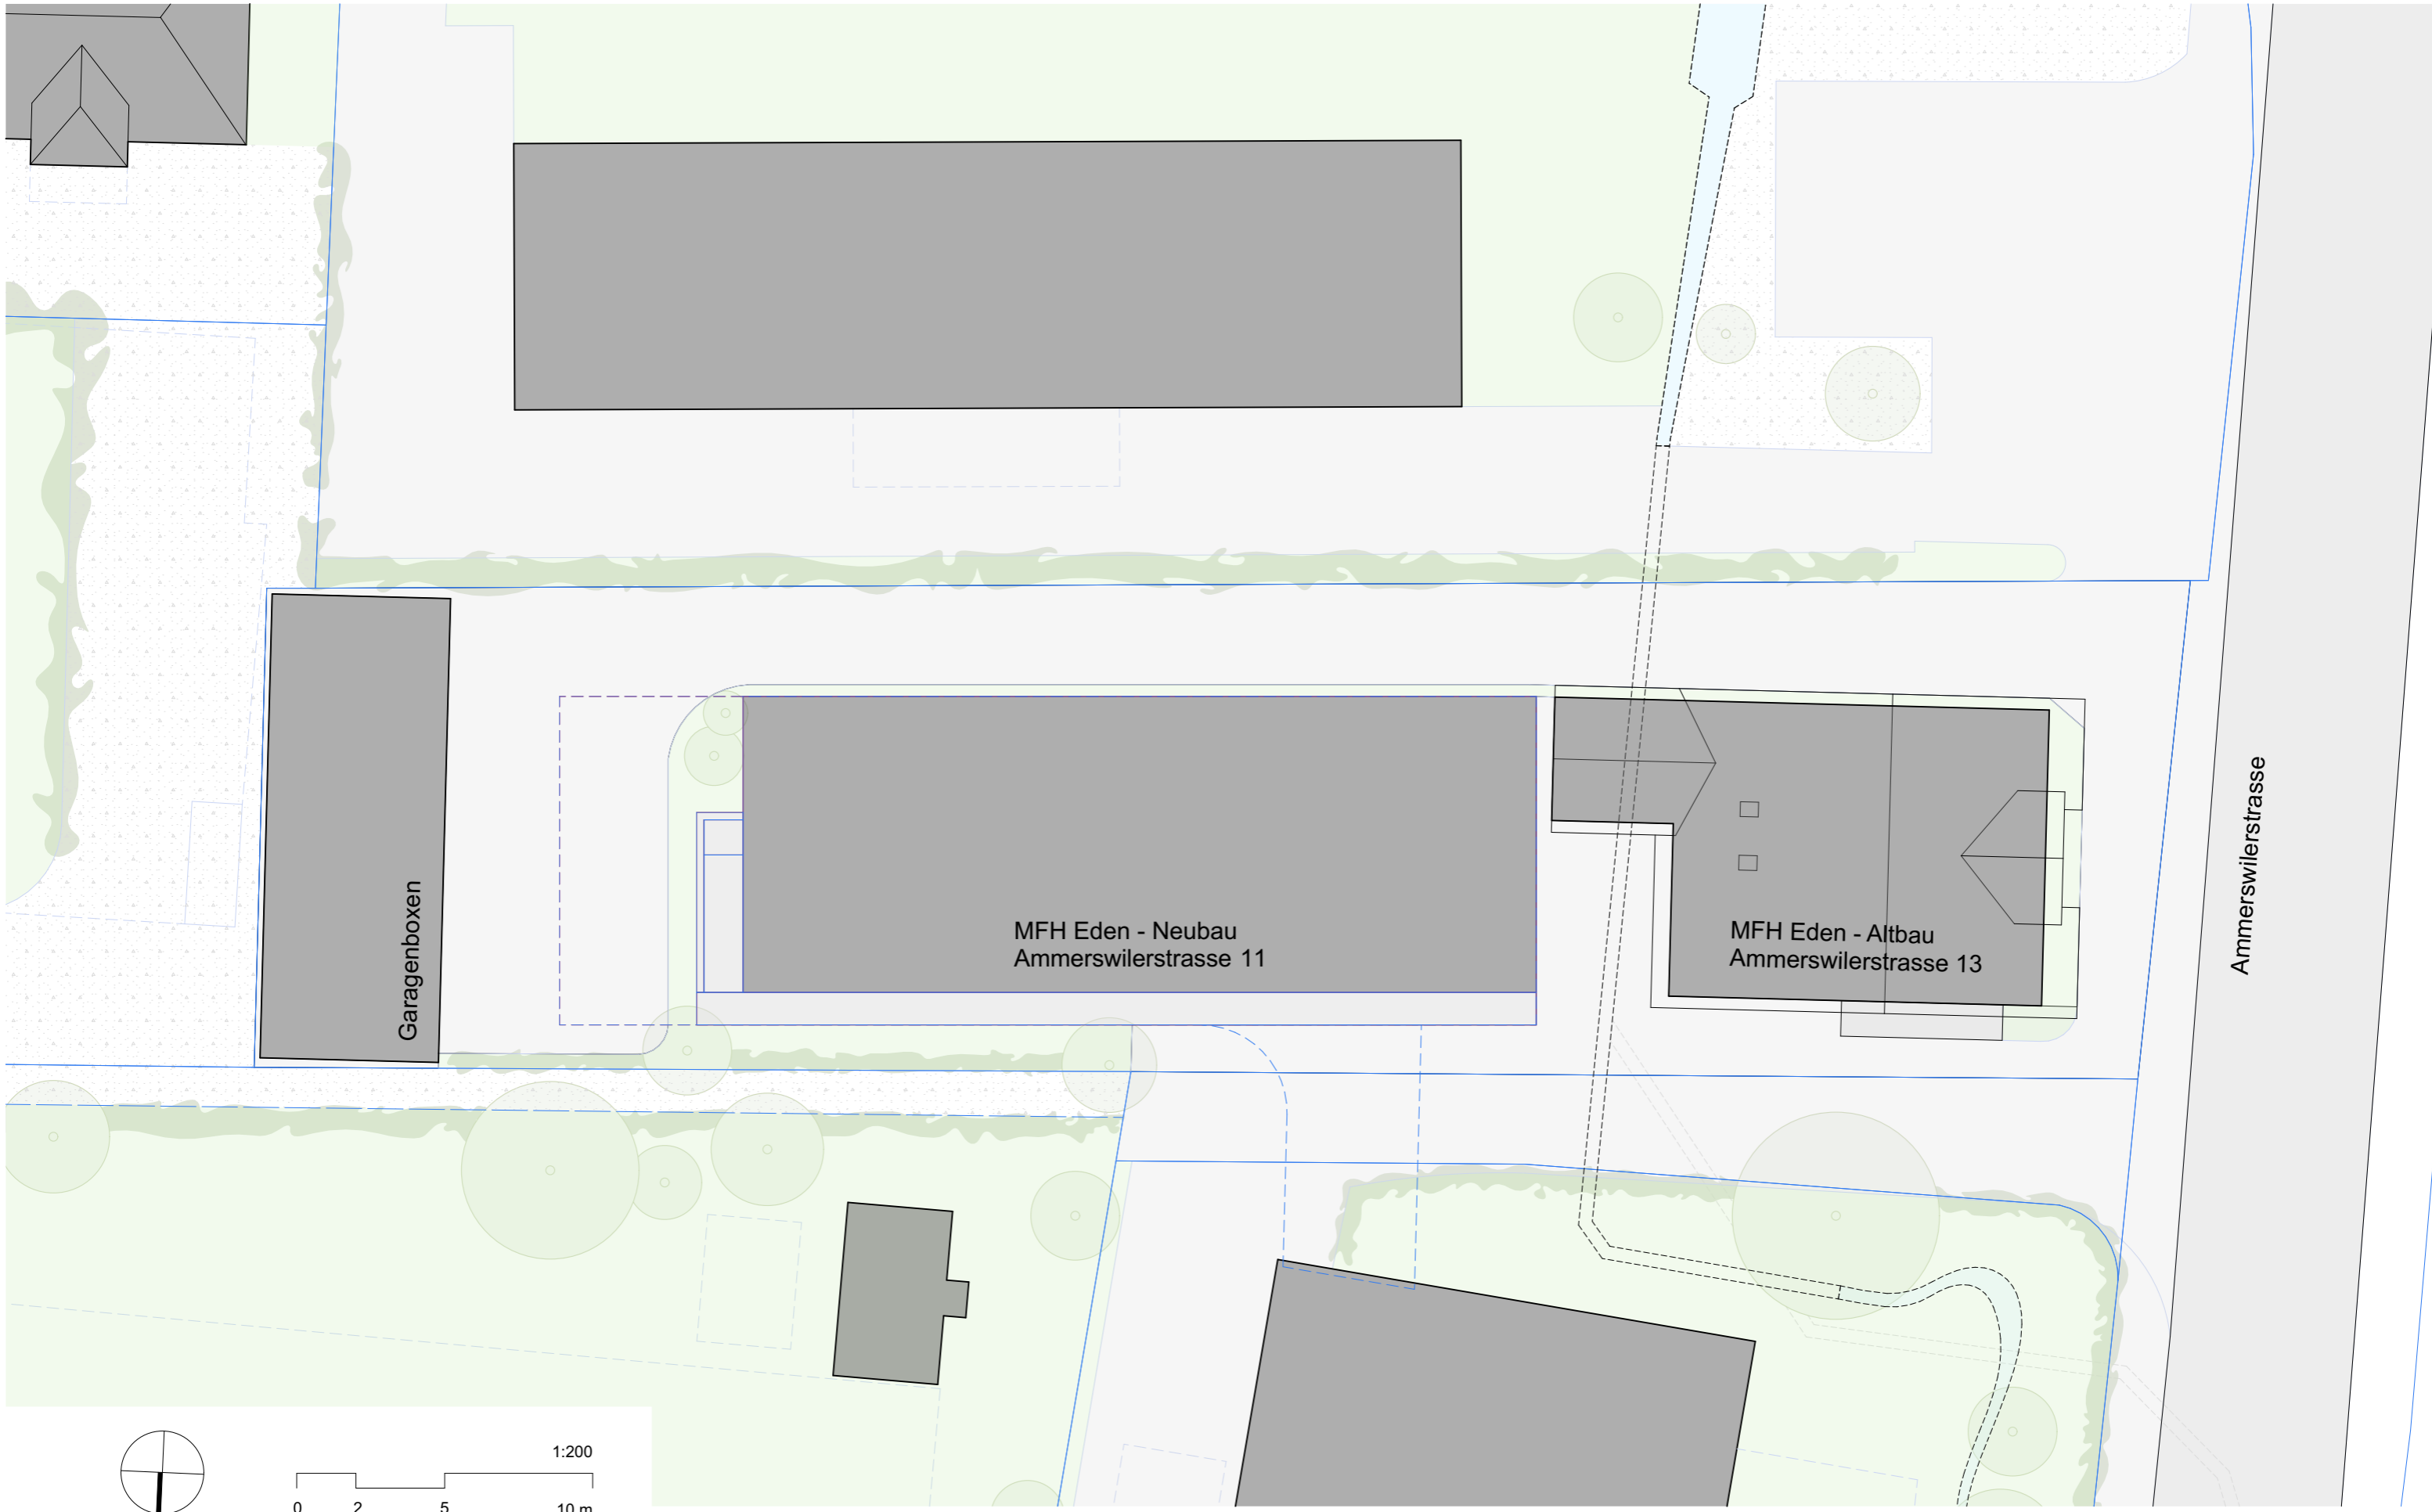 Ammerswilerstrasse
Garagenboxen
MFH Eden - Neubau
Ammerswilerstrasse 11
MFH Eden - Altbau
Ammerswilerstrasse 13
1:200
0 2 5 10 m